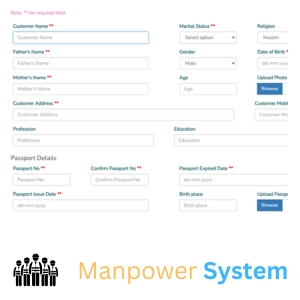 Note: ** for required field
Customer Name ** Marital Status ** Religion
Customer Name Select option Muslim
Father's Name ** Gender Date of Birth *
Father's Name Male dd-mm-yyy
Mother's Name ** Age Upload Photo
Mother's Name Age Browse
Customer Address ** Customer Mobi
Customer Address Customer Mo
Profession Education
Profession Education
Passport Details
Passport No ** Confirm Passport No ** Passport Expired Date **
Passport No Confirm Passport No dd-mm-yyyy
Passport Issue Date ** Birth place Upload Passp
dd-mm-yyyy Birth place Browse
Manpower System